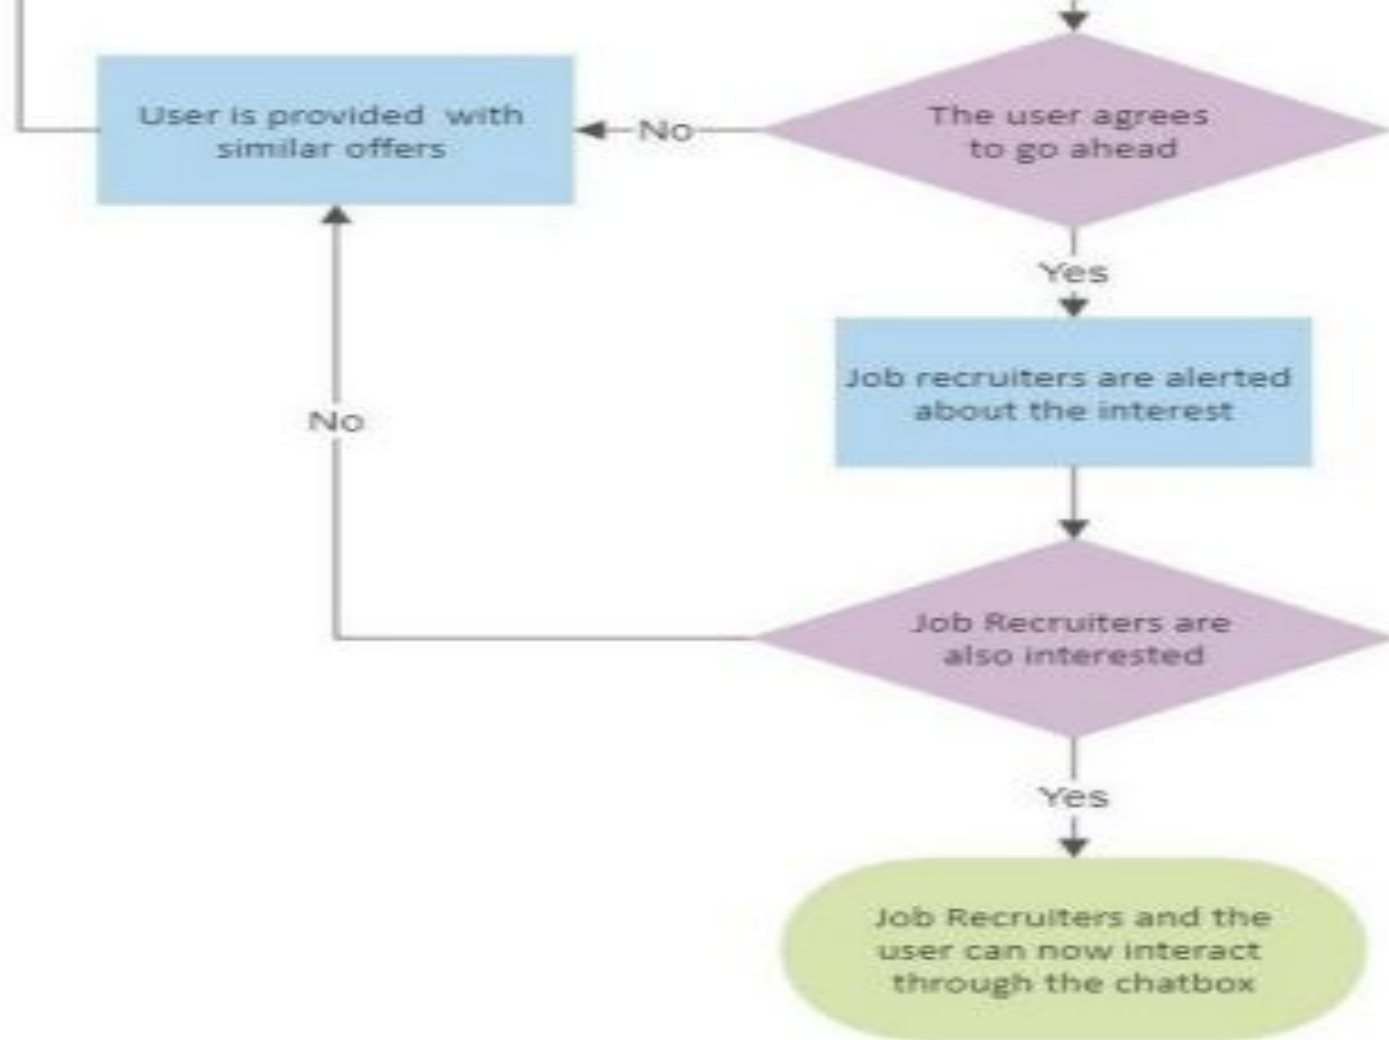 User is provided with
similar offers
No
The user agrees
to go ahead
Yes
Job recruiters are alerted
about the interest
No
Job Recruiters are
also interested
Yes
Job Recruiters and the
user can now interact
through the chatbox